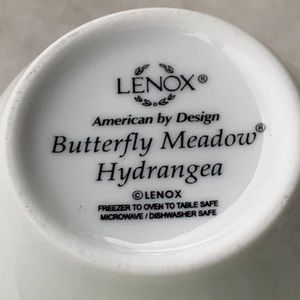 LENOX®
American by Design
Butterfly Meadow®
Hydrangea
©LENOX
FREEZER TO OVEN TO TABLE SAFE
MICROWAVE / DISHWASHER SAFE